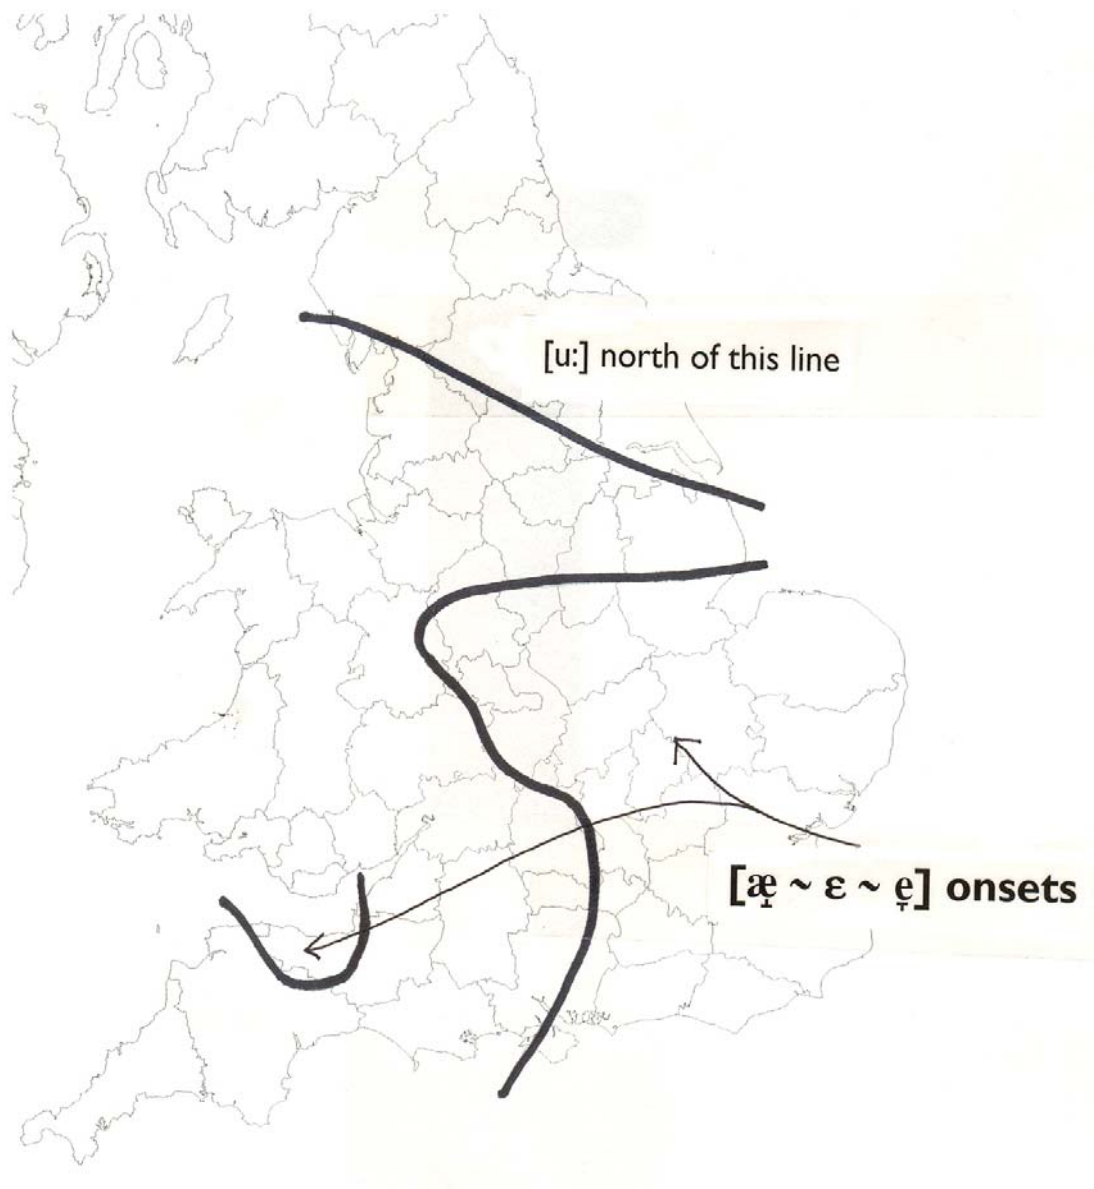 [u:] north of this line
[æ̞ ~ ɛ ~ e̞] onsets